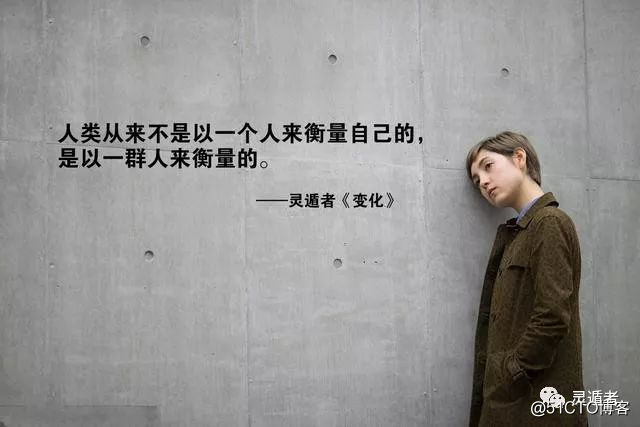 人类从来不是以一个人来衡量自己的，
是以一群人来衡量的。
——灵遁者《变化》
灵遁者
@51CTO博客